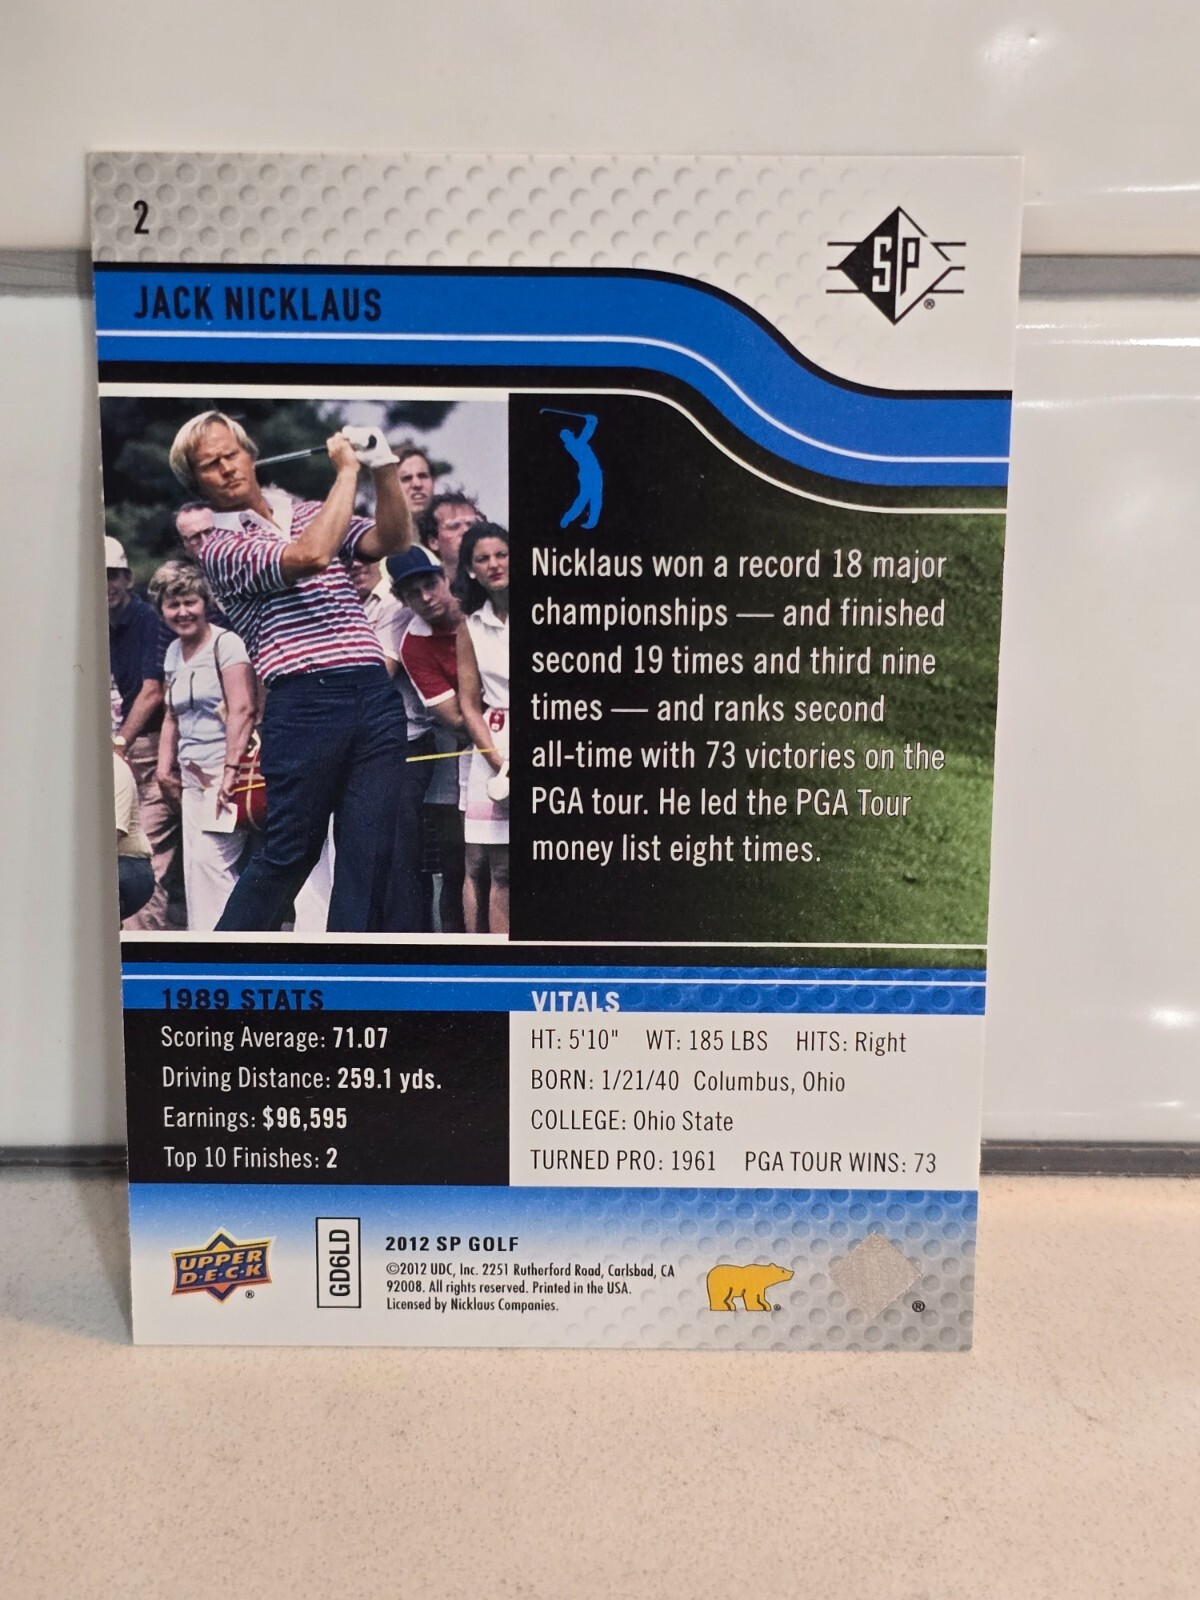 2
SP®
JACK NICKLAUS
Nicklaus won a record 18 major
championships — and finished
second 19 times and third nine
times — and ranks second
all-time with 73 victories on the
PGA tour. He led the PGA Tour
money list eight times.
1989 STATS
Scoring Average: 71.07
Driving Distance: 259.1 yds.
Earnings: $96,595
Top 10 Finishes: 2
VITALS
HT: 5'10" WT: 185 LBS HITS: Right
BORN: 1/21/40 Columbus, Ohio
COLLEGE: Ohio State
TURNED PRO: 1961 PGA TOUR WINS: 73
UPPER
D·E·C·K®
GD6LD
2012 SP GOLF
©2012 UDC, Inc. 2251 Rutherford Road, Carlsbad, CA
92008. All rights reserved. Printed in the USA.
Licensed by Nicklaus Companies.
®
®